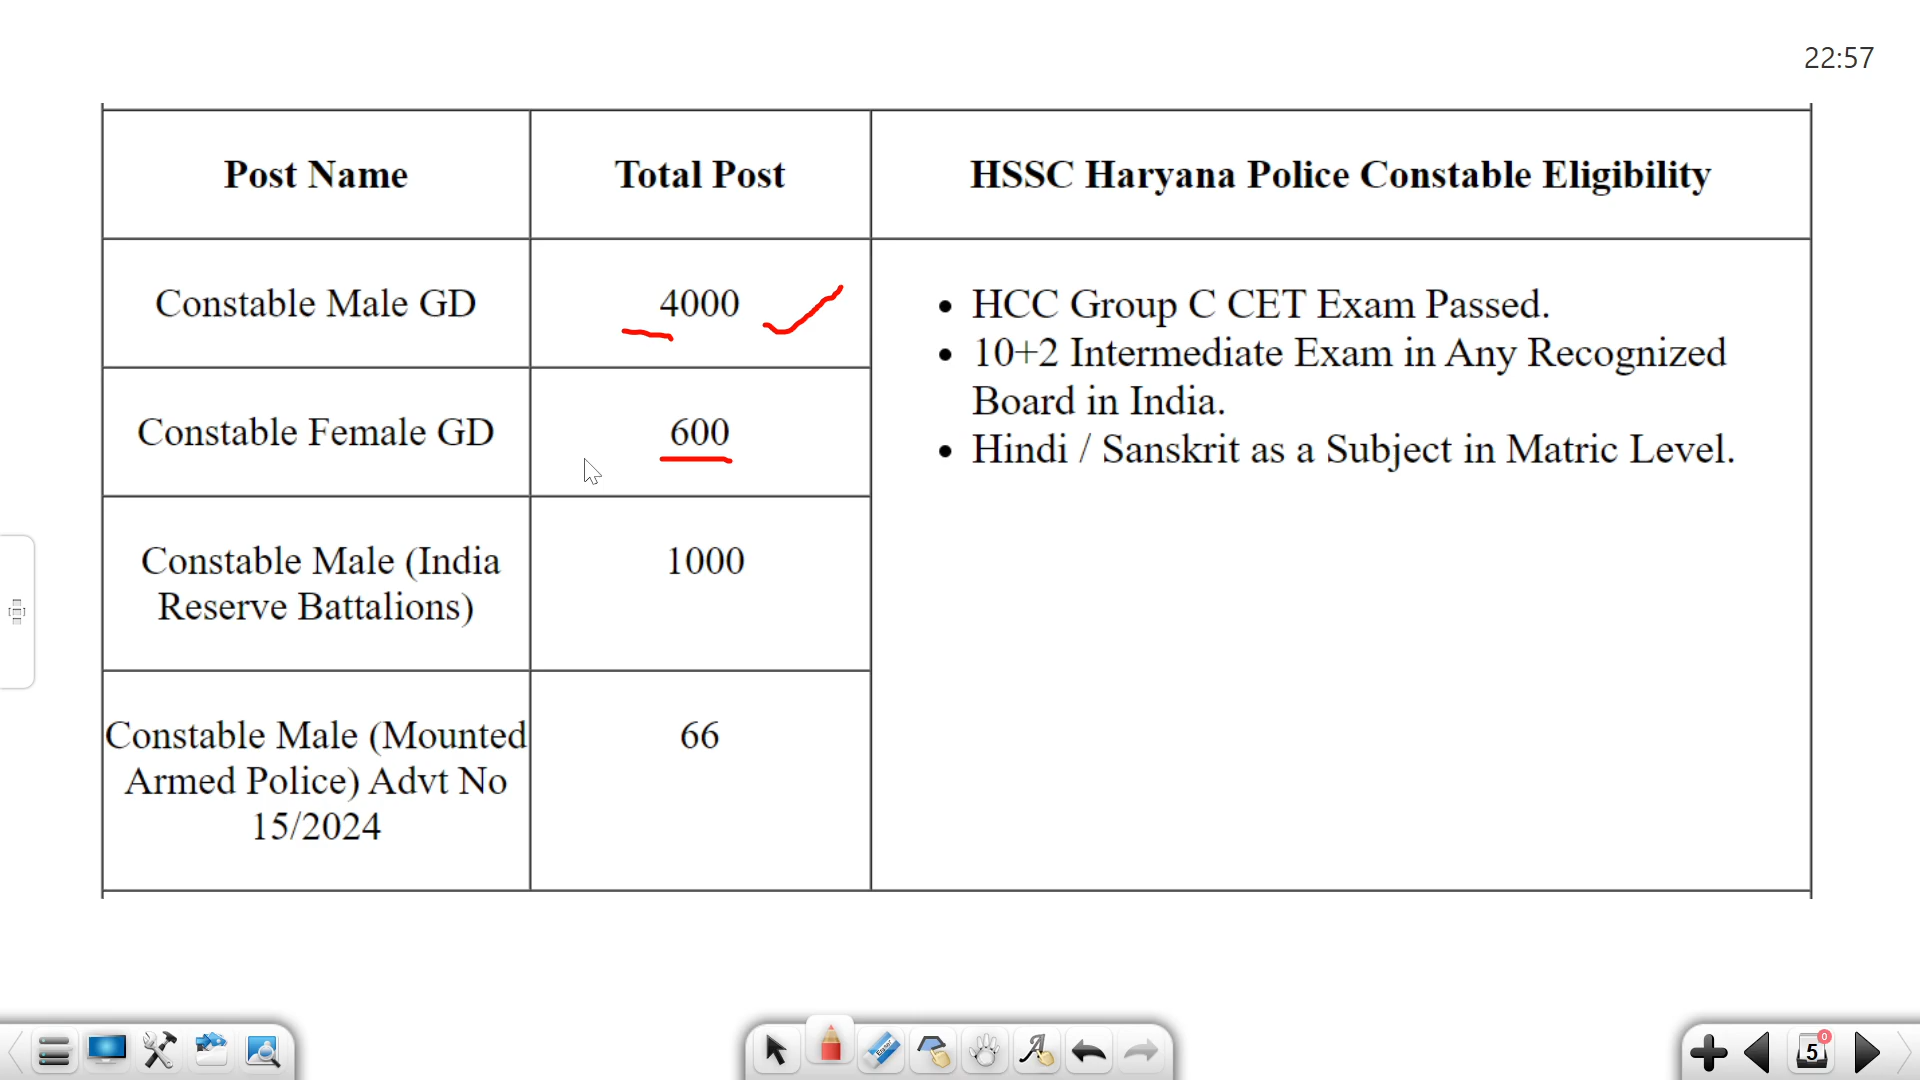 22:57
Post Name
Total Post
HSSC Haryana Police Constable Eligibility
Constable Male GD
4000
Constable Female GD
600
Constable Male (India
Reserve Battalions)
1000
Constable Male (Mounted
Armed Police) Advt No
15/2024
66
• HCC Group C CET Exam Passed.
• 10+2 Intermediate Exam in Any Recognized
Board in India.
• Hindi / Sanskrit as a Subject in Matric Level.
Eraser
A
5
0